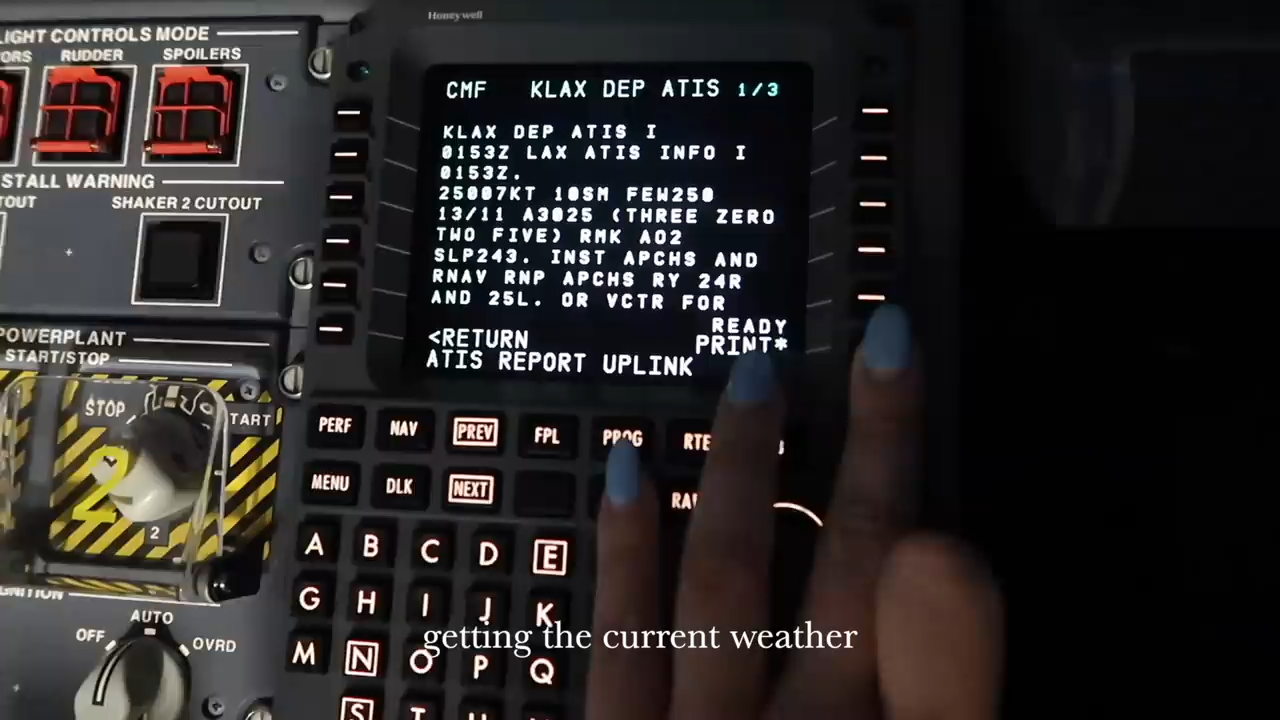 Honeywell
LIGHT CONTROLS MODE
RUDDER
SPOILERS
STALL WARNING
SHAKER 2 CUTOUT
POWERPLANT
START/STOP
STOP
2
AUTO
OFF
OVRD
CMF KLAX DEP ATIS 1/3
KLAX DEP ATIS I
0153Z LAX ATIS INFO I
0153Z.
25007KT 10SM FEW250
13/11 A3025 (THREE ZERO
TWO FIVE) RMK AO2
SLP243. INST APCHS AND
RNAV RNP APCHS RY 24R
AND 25L. OR VCTR FOR
READY
<RETURN PRINT*
ATIS REPORT UPLINK
PERF NAV PREV FPL PROG RTE
MENU DLK NEXT
A B C D E
G H I J K
M N O P Q
S
getting the current weather